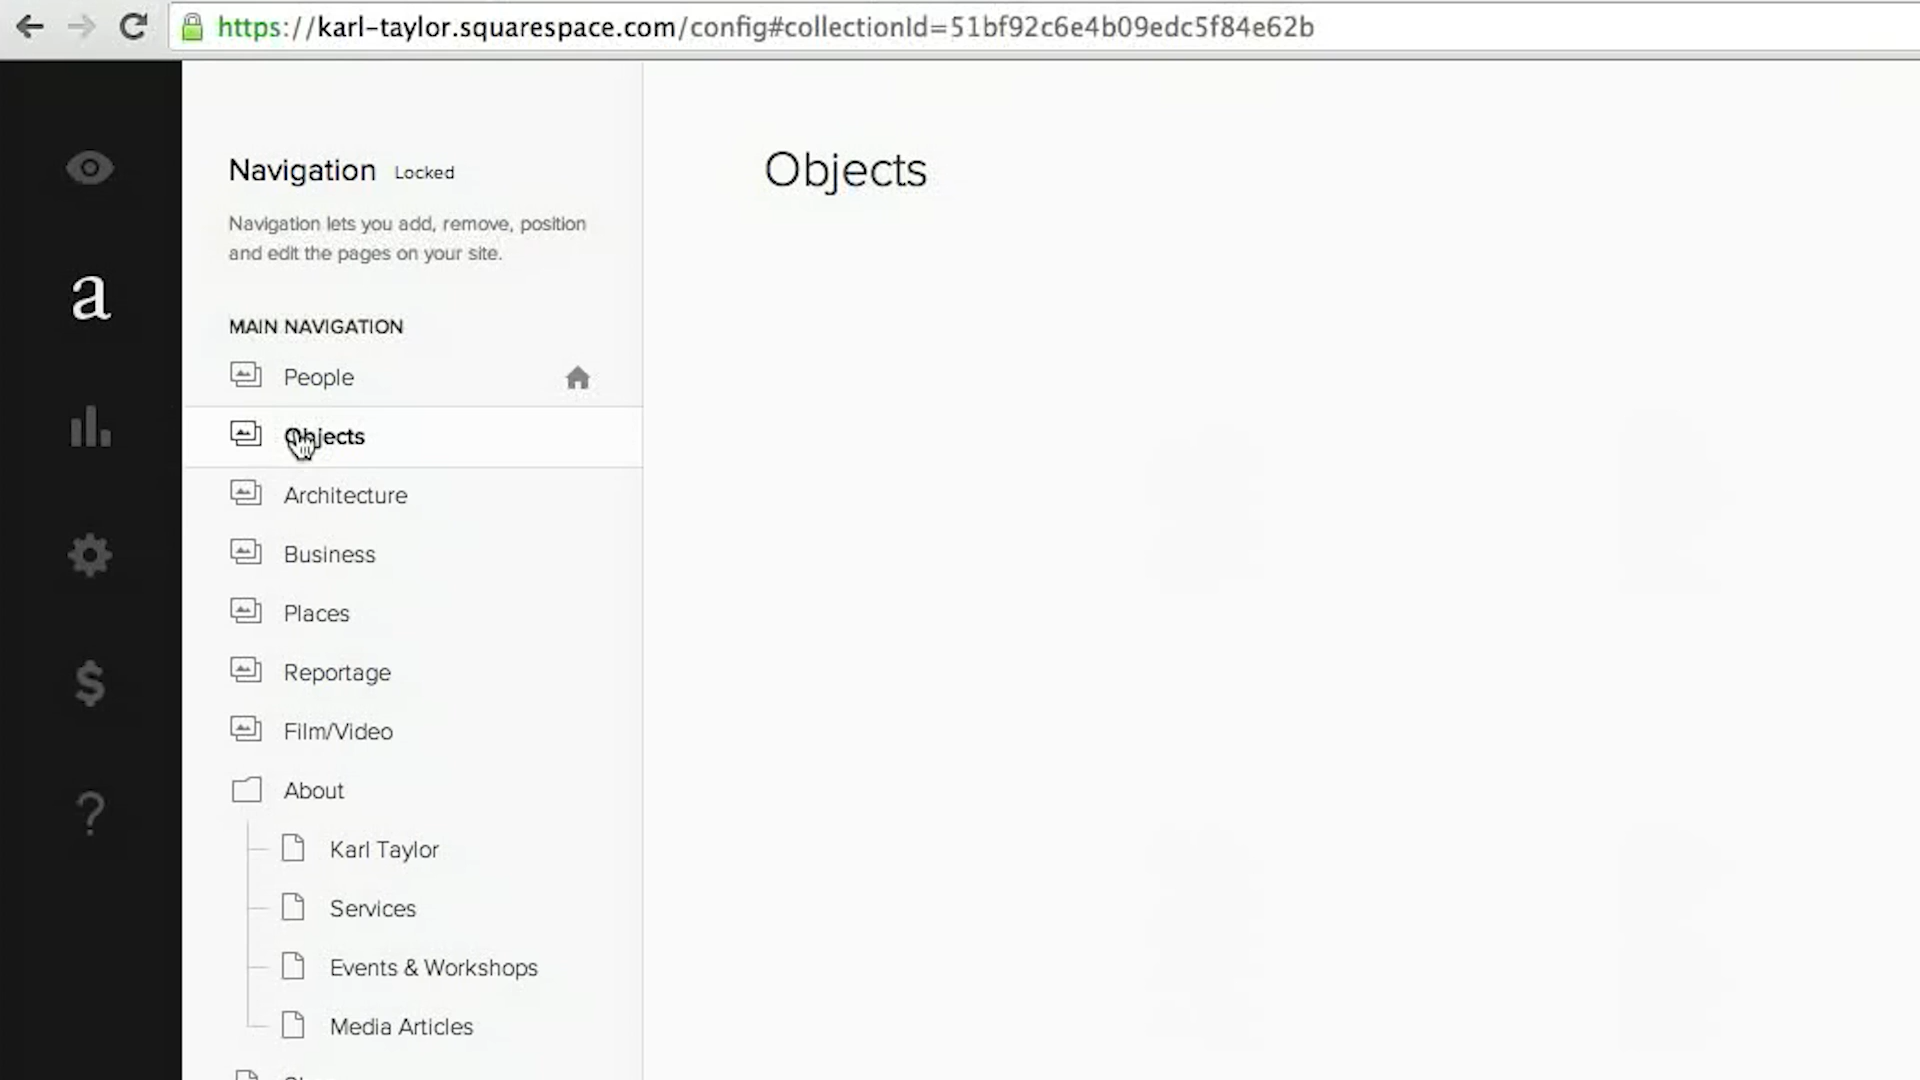 https://karl-taylor.squarespace.com/config#collectionId=51bf92c6e4b09edc5f84e62b
a
$
?
Navigation Locked
Navigation lets you add, remove, position
and edit the pages on your site.
MAIN NAVIGATION
People
Objects
Architecture
Business
Places
Reportage
Film/Video
About
Karl Taylor
Services
Events & Workshops
Media Articles
Objects